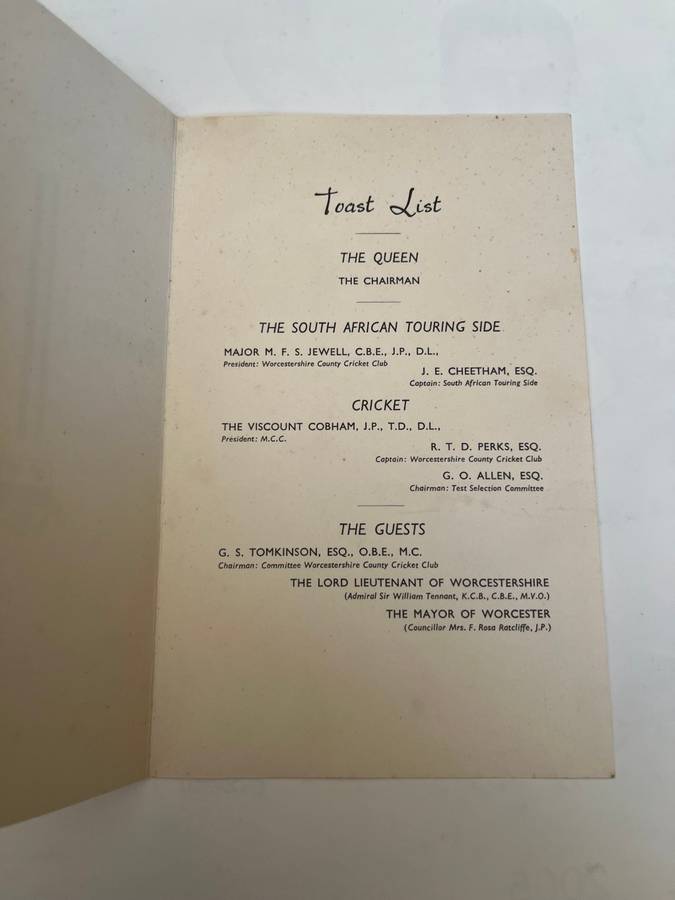 Toast List
THE QUEEN
THE CHAIRMAN
THE SOUTH AFRICAN TOURING SIDE
MAJOR M. F. S. JEWELL, C.B.E., J.P., D.L.,
President: Worcestershire County Cricket Club
J. E. CHEETHAM, ESQ.
Captain: South African Touring Side
CRICKET
THE VISCOUNT COBHAM, J.P., T.D., D.L.,
President: M.C.C.
R. T. D. PERKS, ESQ.
Captain: Worcestershire County Cricket Club
G. O. ALLEN, ESQ.
Chairman: Test Selection Committee
THE GUESTS
G. S. TOMKINSON, ESQ., O.B.E., M.C.
Chairman: Committee Worcestershire County Cricket Club
THE LORD LIEUTENANT OF WORCESTERSHIRE
(Admiral Sir William Tennant, K.C.B., C.B.E., M.V.O.)
THE MAYOR OF WORCESTER
(Councillor Mrs. F. Rosa Ratcliffe, J.P.)